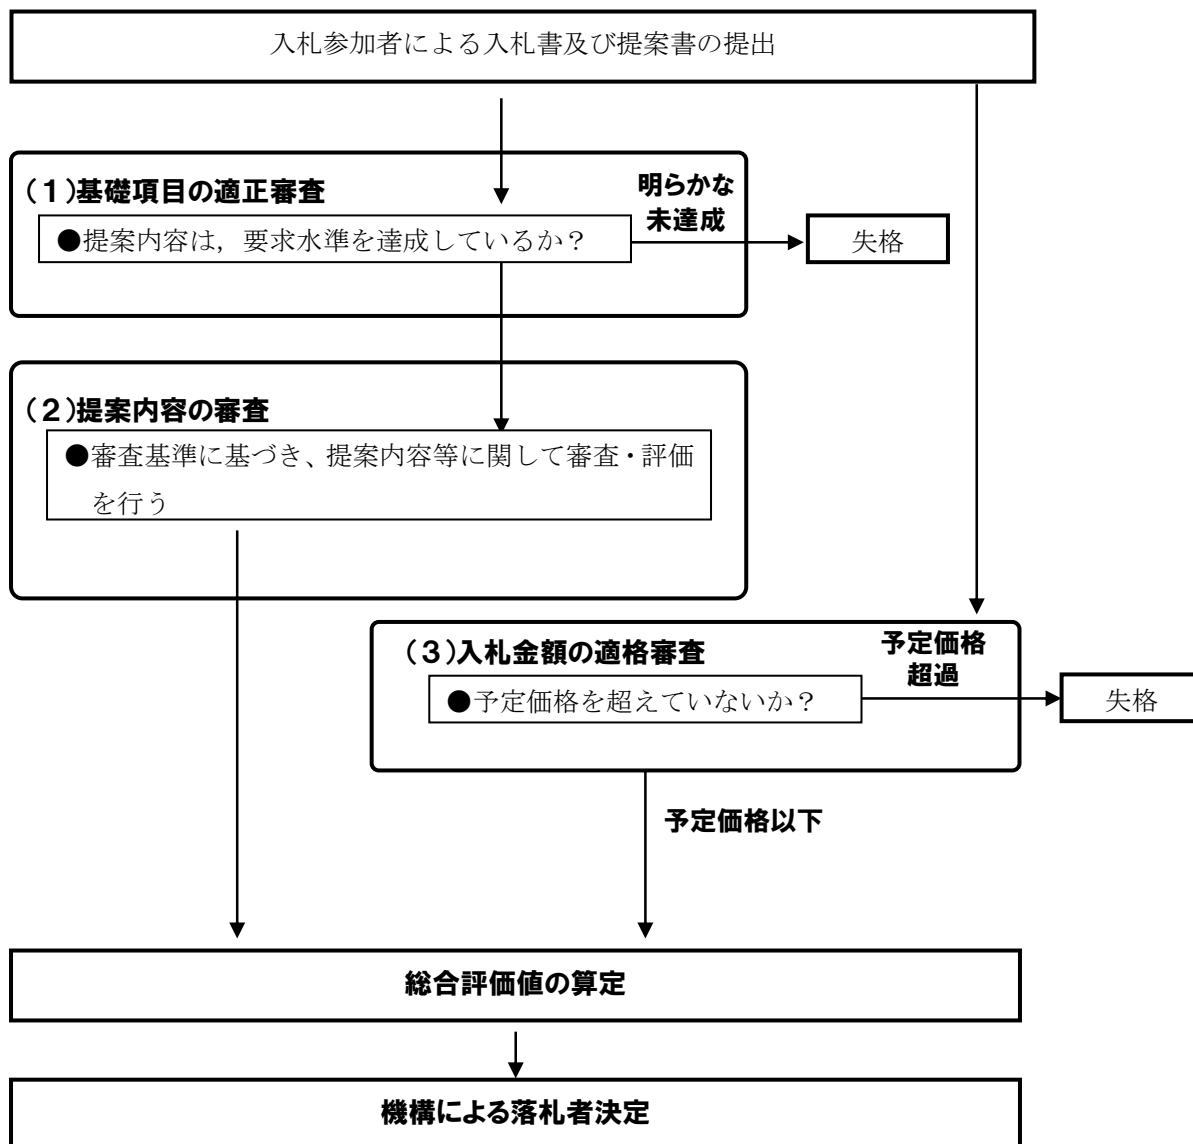 入札参加者による入札書及び提案書の提出
（１）基礎項目の適正審査
明らかな
未達成
●提案内容は，要求水準を達成しているか？
失格
（２）提案内容の審査
●審査基準に基づき、提案内容等に関して審査・評価
を行う
（３）入札金額の適格審査
予定価格
超過
●予定価格を超えていないか？
失格
予定価格以下
総合評価値の算定
機構による落札者決定